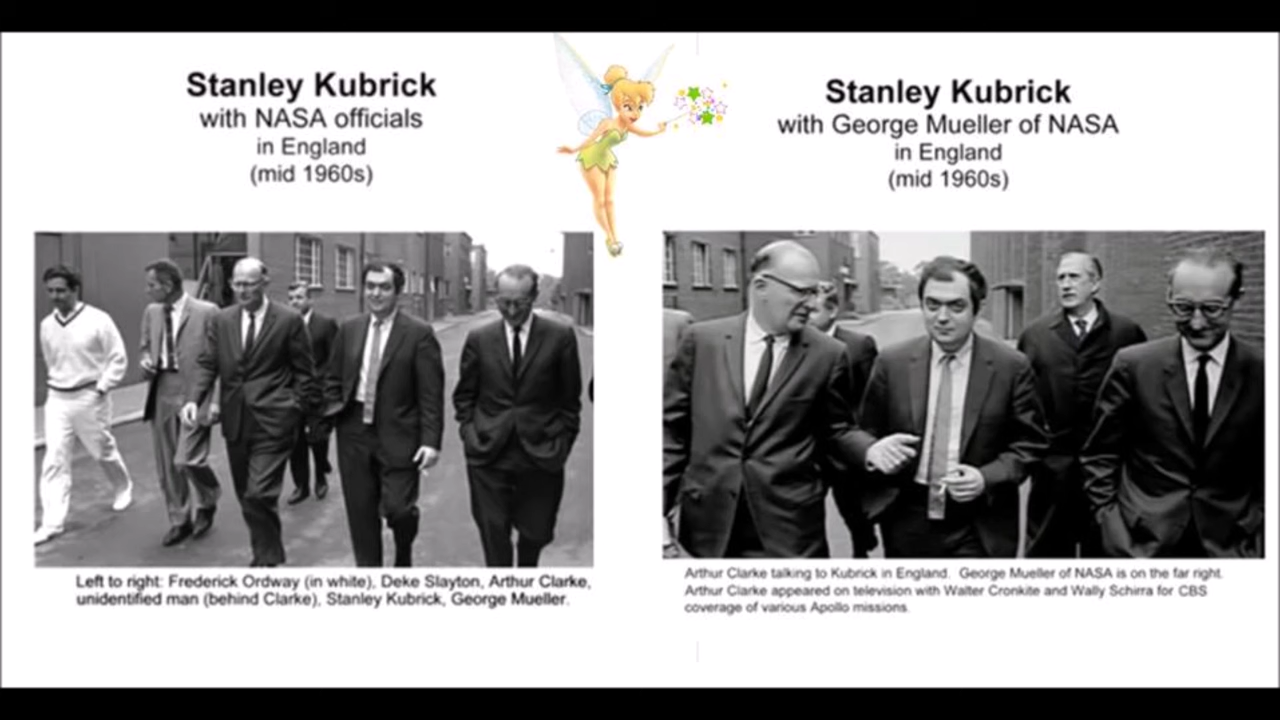 Stanley Kubrick
with NASA officials
in England
(mid 1960s)
Left to right: Frederick Ordway (in white), Deke Slayton, Arthur Clarke,
unidentified man (behind Clarke), Stanley Kubrick, George Mueller.
Stanley Kubrick
with George Mueller of NASA
in England
(mid 1960s)
Arthur Clarke talking to Kubrick in England. George Mueller of NASA is on the far right.
Arthur Clarke appeared on television with Walter Cronkite and Wally Schirra for CBS
coverage of various Apollo missions.